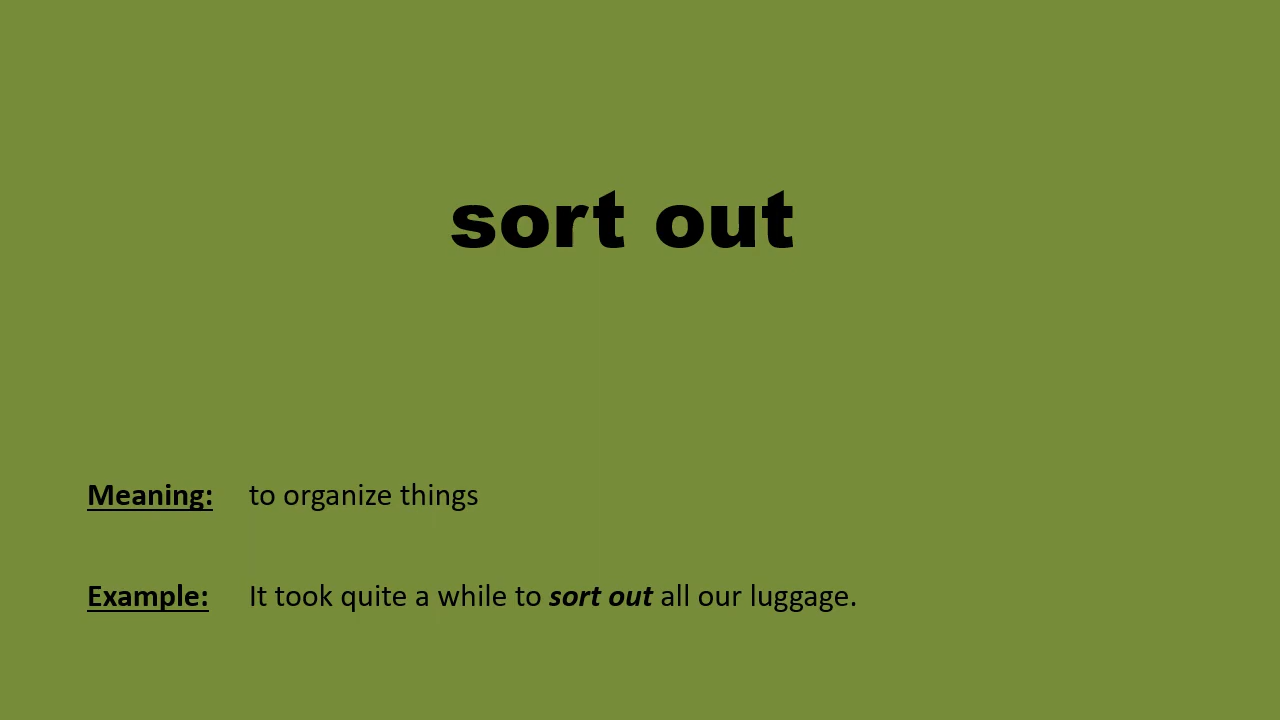 sort out
Meaning: to organize things
Example: It took quite a while to sort out all our luggage.